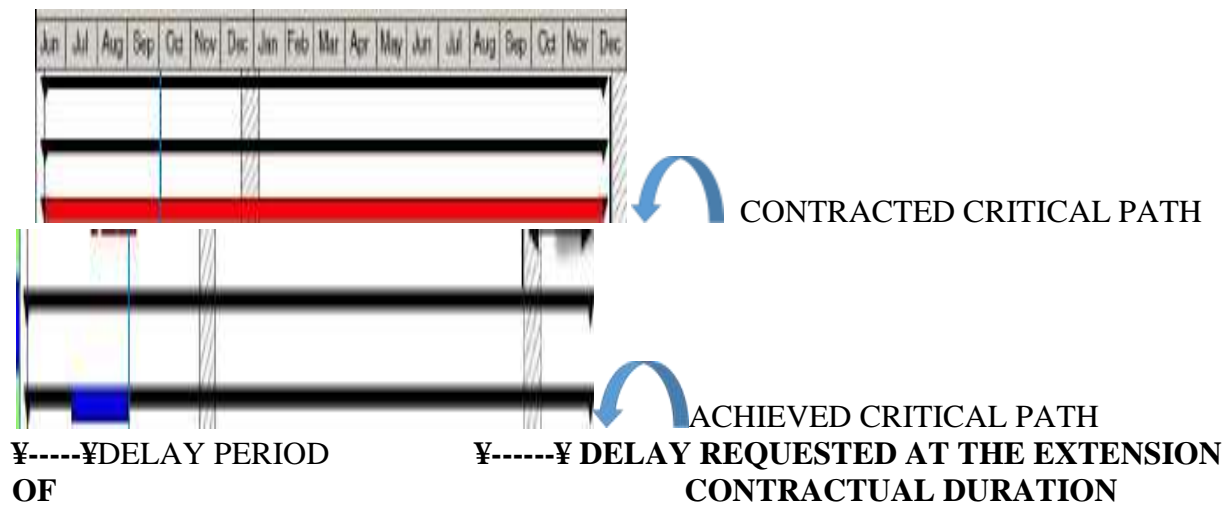 Jun Jul Aug Sep Oct Nov Dec Jan Feb Mar Apr May Jun Jul Aug Sep Oct Nov Dec
CONTRACTED CRITICAL PATH
ACHIEVED CRITICAL PATH
¥-----¥DELAY PERIOD ¥------¥ DELAY REQUESTED AT THE EXTENSION
OF CONTRACTUAL DURATION